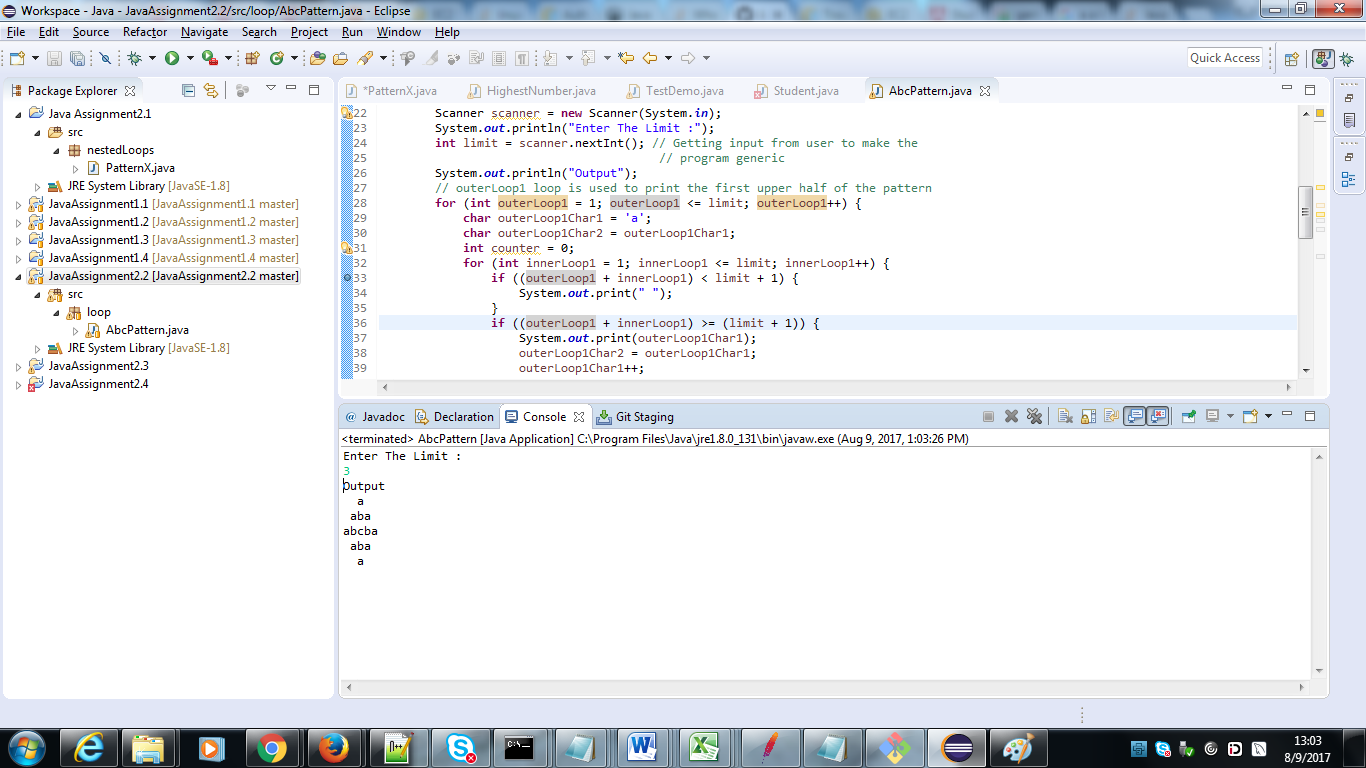 Workspace - Java - JavaAssignment2.2/src/loop/AbcPattern.java - Eclipse
File Edit Source Refactor Navigate Search Project Run Window Help
Quick Access
Package Explorer
Java Assignment2.1
src
nestedLoops
PatternX.java
JRE System Library [JavaSE-1.8]
JavaAssignment1.1 [JavaAssignment1.1 master]
JavaAssignment1.2 [JavaAssignment1.2 master]
JavaAssignment1.3 [JavaAssignment1.3 master]
JavaAssignment1.4 [JavaAssignment1.4 master]
JavaAssignment2.2 [JavaAssignment2.2 master]
src
loop
AbcPattern.java
JRE System Library [JavaSE-1.8]
JavaAssignment2.3
JavaAssignment2.4
*PatternX.java HighestNumber.java TestDemo.java Student.java AbcPattern.java
22 Scanner scanner = new Scanner(System.in);
23 System.out.println("Enter The Limit :");
24 int limit = scanner.nextInt(); // Getting input from user to make the
25 // program generic
26 System.out.println("Output");
27 // outerLoop1 loop is used to print the first upper half of the pattern
28 for (int outerLoop1 = 1; outerLoop1 <= limit; outerLoop1++) {
29 char outerLoop1Char1 = 'a';
30 char outerLoop1Char2 = outerLoop1Char1;
31 int counter = 0;
32 for (int innerLoop1 = 1; innerLoop1 <= limit; innerLoop1++) {
33 if ((outerLoop1 + innerLoop1) < limit + 1) {
34 System.out.print(" ");
35 }
36 if ((outerLoop1 + innerLoop1) >= (limit + 1)) {
37 System.out.print(outerLoop1Char1);
38 outerLoop1Char2 = outerLoop1Char1;
39 outerLoop1Char1++;
@ Javadoc Declaration Console Git Staging
<terminated> AbcPattern [Java Application] C:\Program Files\Java\jre1.8.0_131\bin\javaw.exe (Aug 9, 2017, 1:03:26 PM)
Enter The Limit :
3
Output
  a
 aba
abcba
 aba
  a
13:03
8/9/2017